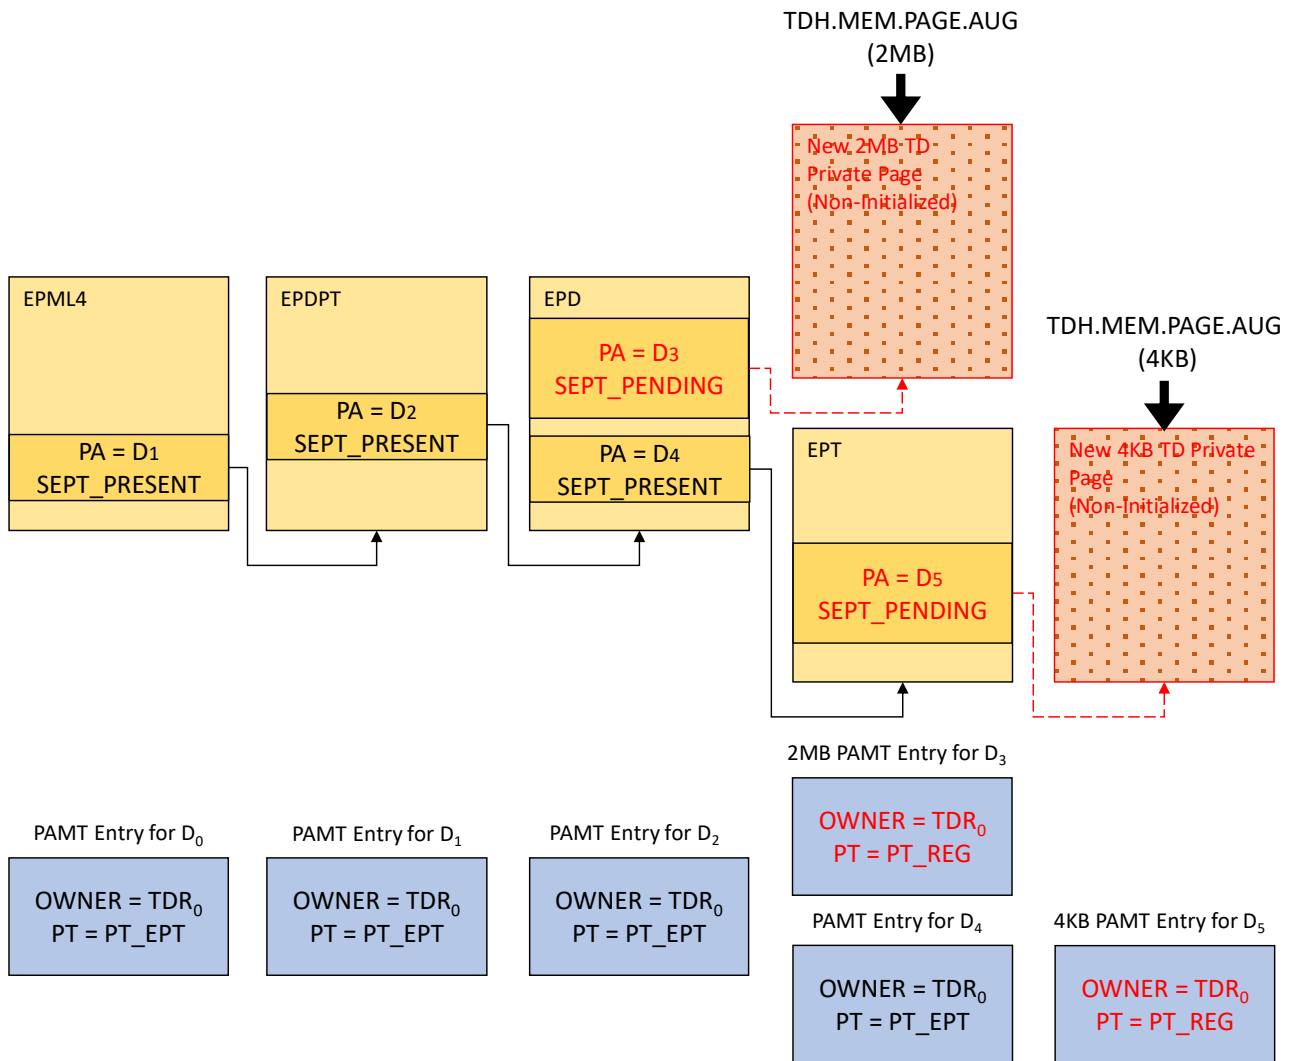 TDH.MEM.PAGE.AUG
(2MB)
New 2MB TD
Private Page
(Non-Initialized)
EPML4
PA = D1
SEPT_PRESENT
EPDPT
PA = D2
SEPT_PRESENT
EPD
PA = D3
SEPT_PENDING
PA = D4
SEPT_PRESENT
TDH.MEM.PAGE.AUG
(4KB)
EPT
PA = D5
SEPT_PENDING
New 4KB TD Private
Page
(Non-Initialized)
2MB PAMT Entry for D₃
OWNER = TDR₀
PT = PT_REG
PAMT Entry for D₀
OWNER = TDR₀
PT = PT_EPT
PAMT Entry for D₁
OWNER = TDR₀
PT = PT_EPT
PAMT Entry for D₂
OWNER = TDR₀
PT = PT_EPT
PAMT Entry for D₄
OWNER = TDR₀
PT = PT_EPT
4KB PAMT Entry for D₅
OWNER = TDR₀
PT = PT_REG